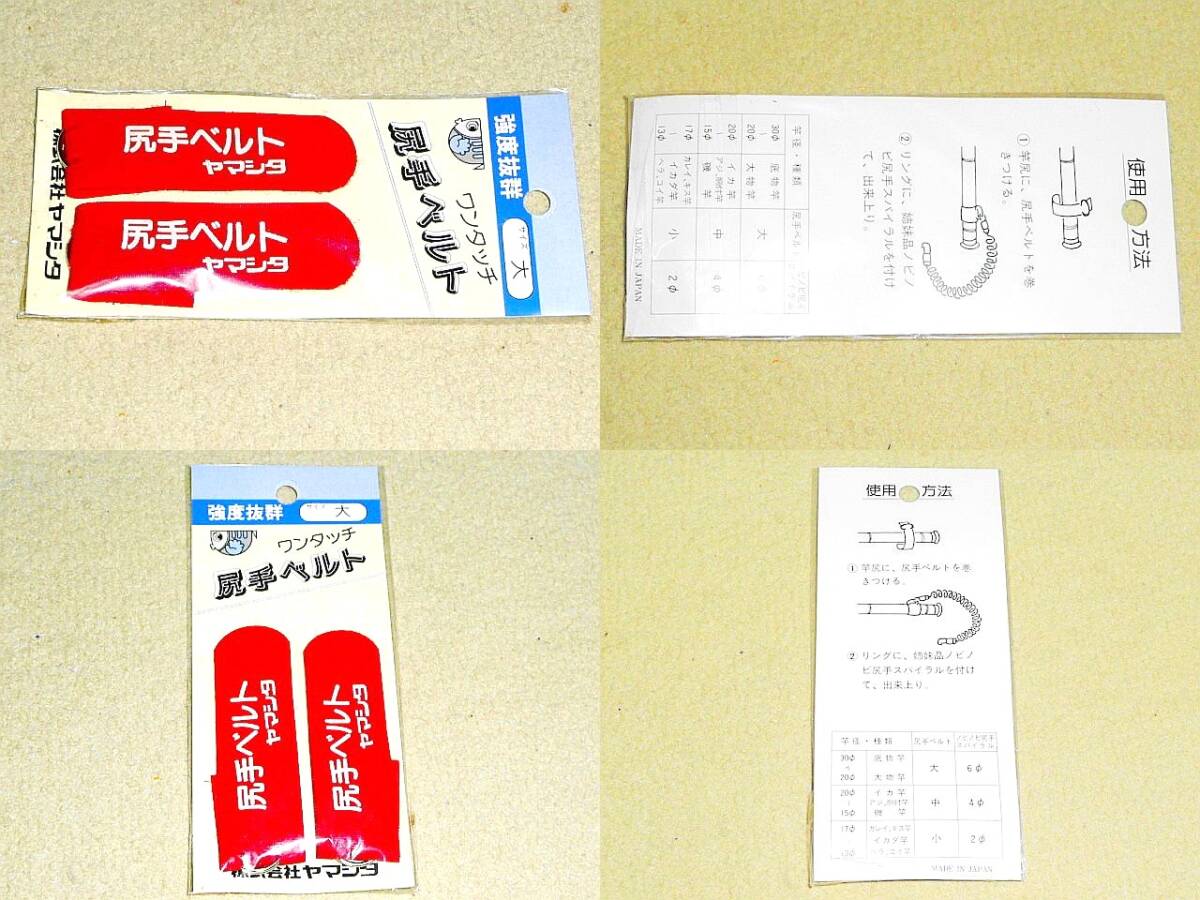 強度抜群
サイズ 大
ワンタッチ
尻手ベルト
尻手ベルト
ヤマシタ
尻手ベルト
ヤマシタ
株式会社ヤマシタ
使用方法
①竿尻に、尻手ベルトを巻
きつける。
②リングに、姉妹品ノビノ
ビ尻手スパイラルを付け
て、出来上り。
竿径・種類 尻手ベルト ノビノビ尻手スパイラル
30φ 底物竿
20φ 大物竿 大
20φ イカ竿
アジ、胴付竿 中 4φ
15φ 磯竿
17φ カレイ、キス竿
イカダ竿 小 2φ
13φ ヘラ、コイ竿
MADE IN JAPAN
強度抜群 サイズ 大
ワンタッチ
尻手ベルト
尻手ベルト
ヤマシタ
尻手ベルト
ヤマシタ
株式会社ヤマシタ
使用方法
①竿尻に、尻手ベルトを巻
きつける。
②リングに、姉妹品ノビノ
ビ尻手スパイラルを付け
て、出来上り。
竿径・種類 尻手ベルト ノビノビ尻手スパイラル
30φ 底物竿
大 6φ
20φ 大物竿
20φ イカ竿
アジ、胴付竿 中 4φ
15φ 磯竿
17φ カレイ、キス竿
イカダ竿 小 2φ
13φ ヘラ、コイ竿
MADE IN JAPAN